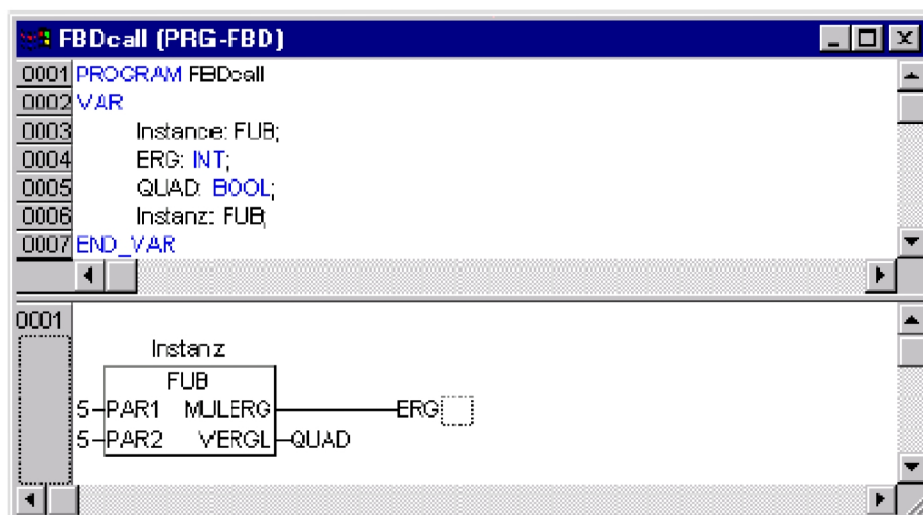 FBDcall (PRG-FBD)
0001 PROGRAM FBDcall
0002 VAR
0003 Instance: FUB;
0004 ERG: INT;
0005 QUAD: BOOL;
0006 Instanz: FUB;
0007 END_VAR
0001
Instanz
FUB
5 PAR1 MULERG ERG
5 PAR2 VERGL QUAD